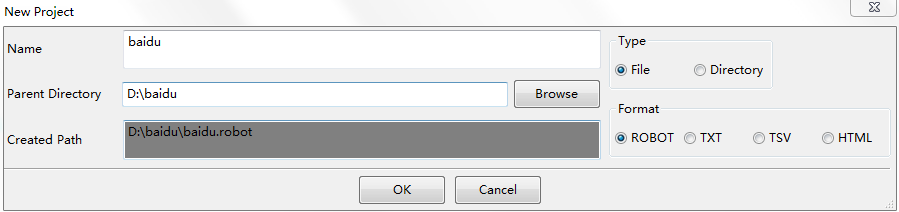 New Project
Name
baidu
Parent Directory
D:\baidu
Browse
Created Path
D:\baidu\baidu.robot
Type
File
Directory
Format
ROBOT
TXT
TSV
HTML
OK
Cancel